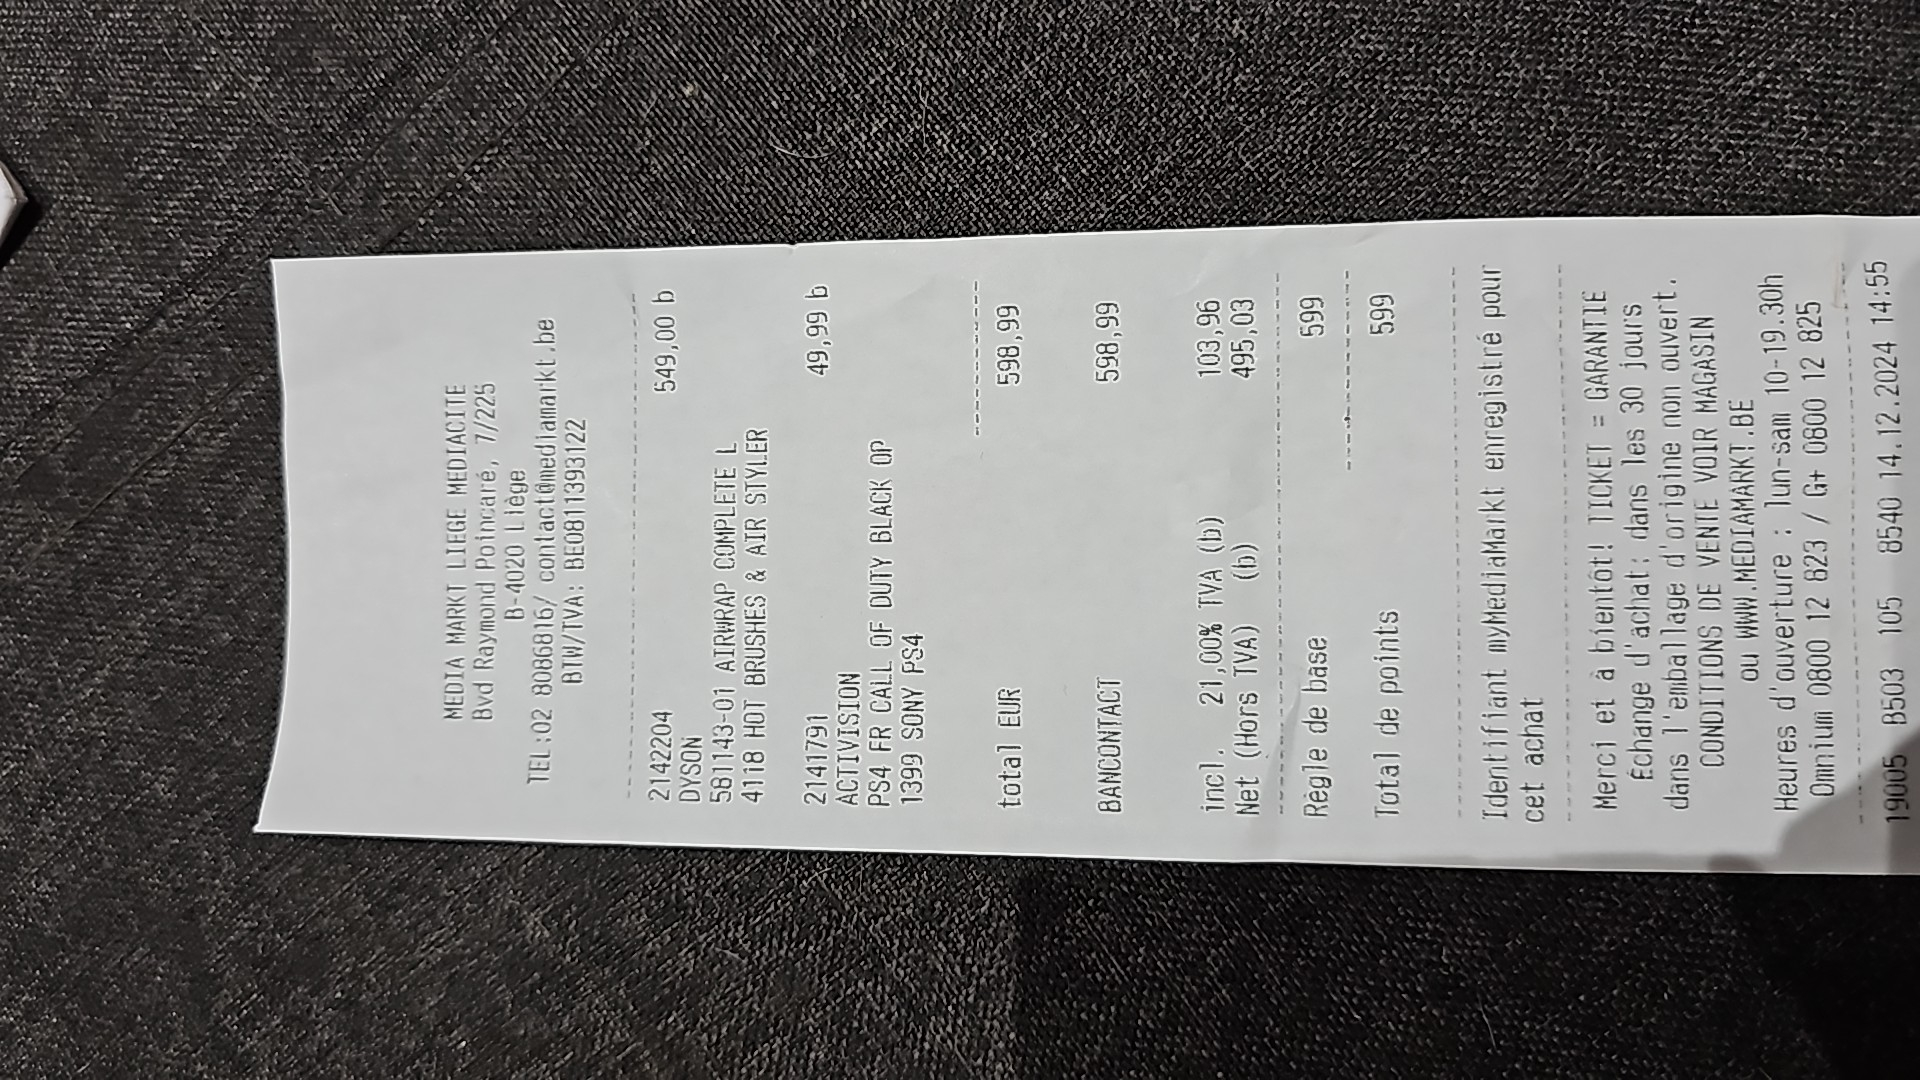 MEDIA MARKT LIEGE MEDIACITE
Bvd Raymond Poincaré, 7/225
B-4020 Liège
TEL:02 8086816/ contact@mediamarkt.be
BTW/TVA: BE0811393122
2142204 549,00 b
DYSON
581143-01 AIRWRAP COMPLETE L
4118 HOT BRUSHES & AIR STYLER
2141791 49,99 b
ACTIVISION
PS4 FR CALL OF DUTY BLACK OP
1399 SONY PS4
total EUR 598,99
BANCONTACT 598,99
incl. 21,00% TVA (b) 103,96
Net (Hors TVA) (b) 495,03
Règle de base 599
Total de points 599
Identifiant myMediaMarkt enregistré pour
cet achat
Merci et à bientôt! TICKET = GARANTIE
Échange d'achat: dans les 30 jours
dans l'emballage d'origine non ouvert.
CONDITIONS DE VENTE VOIR MAGASIN
ou WWW.MEDIAMARKT.BE
Heures d'ouverture : lun-sam 10-19.30h
Omnium 0800 12 823 / G+ 0800 12 825
19005 B503 105 8540 14.12.2024 14:55